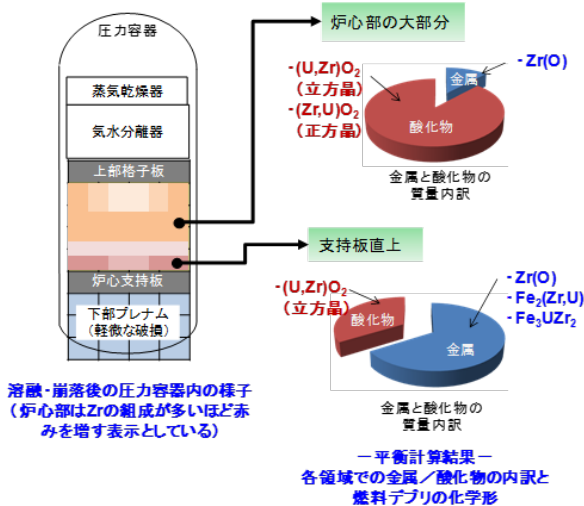 圧力容器
蒸気乾燥器
気水分離器
上部格子板
炉心支持板
下部プレナム
（軽微な破損）
溶融・崩落後の圧力容器内の様子
（炉心部はZrの組成が多いほど赤
みを増す表示としている）
炉心部の大部分
-(U,Zr)O2
（立方晶）
-(Zr,U)O2
（正方晶）
- Zr(O)
金属
酸化物
金属と酸化物の
質量内訳
支持板直上
-(U,Zr)O2
（立方晶）
- Zr(O)
- Fe2(Zr,U)
- Fe3UZr2
酸化物
金属
金属と酸化物の
質量内訳
－平衡計算結果－
各領域での金属／酸化物の内訳と
燃料デブリの化学形